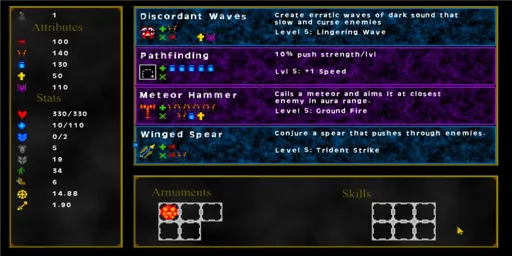 1
Attributes
100
140
130
50
110
Stats
330/330
10/110
0/2
5
19
34
6
14.88
1.90
Discordant Waves
Create erratic waves of dark sound that
slow and curse enemies
Level 5: Lingering Wave
Pathfinding
10% push strength/lvl
Lvl 5: +1 Speed
Meteor Hammer
Calls a meteor and aims it at closest
enemy in aura range.
Level 5: Ground Fire
Winged Spear
Conjure a spear that pushes through enemies.
Level 5: Trident Strike
Armaments
Skills